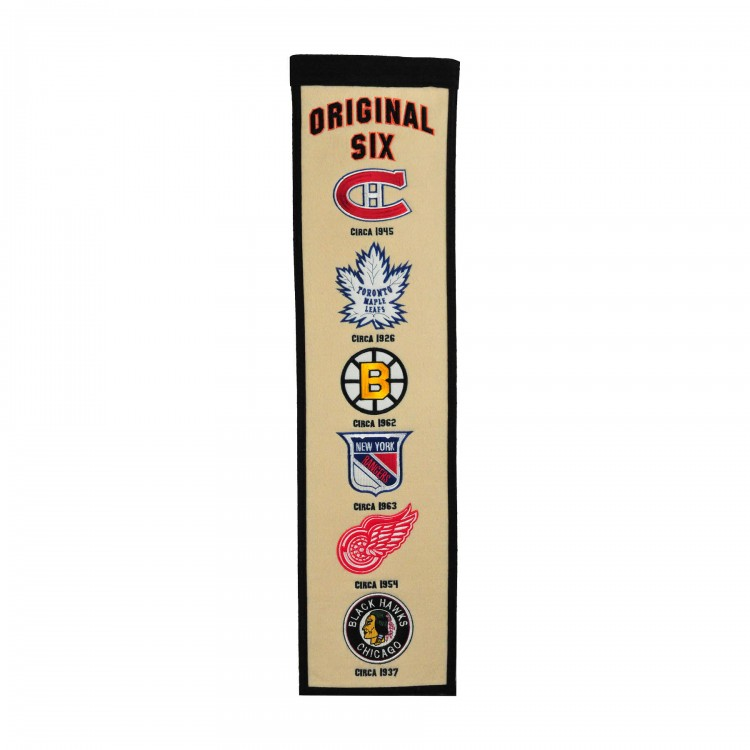 ORIGINAL
SIX
CH
CIRCA 1945
TORONTO
MAPLE
LEAFS
CIRCA 1926
B
CIRCA 1962
NEW YORK
RANGERS
CIRCA 1963
CIRCA 1954
BLACK HAWKS
CHICAGO
CIRCA 1937